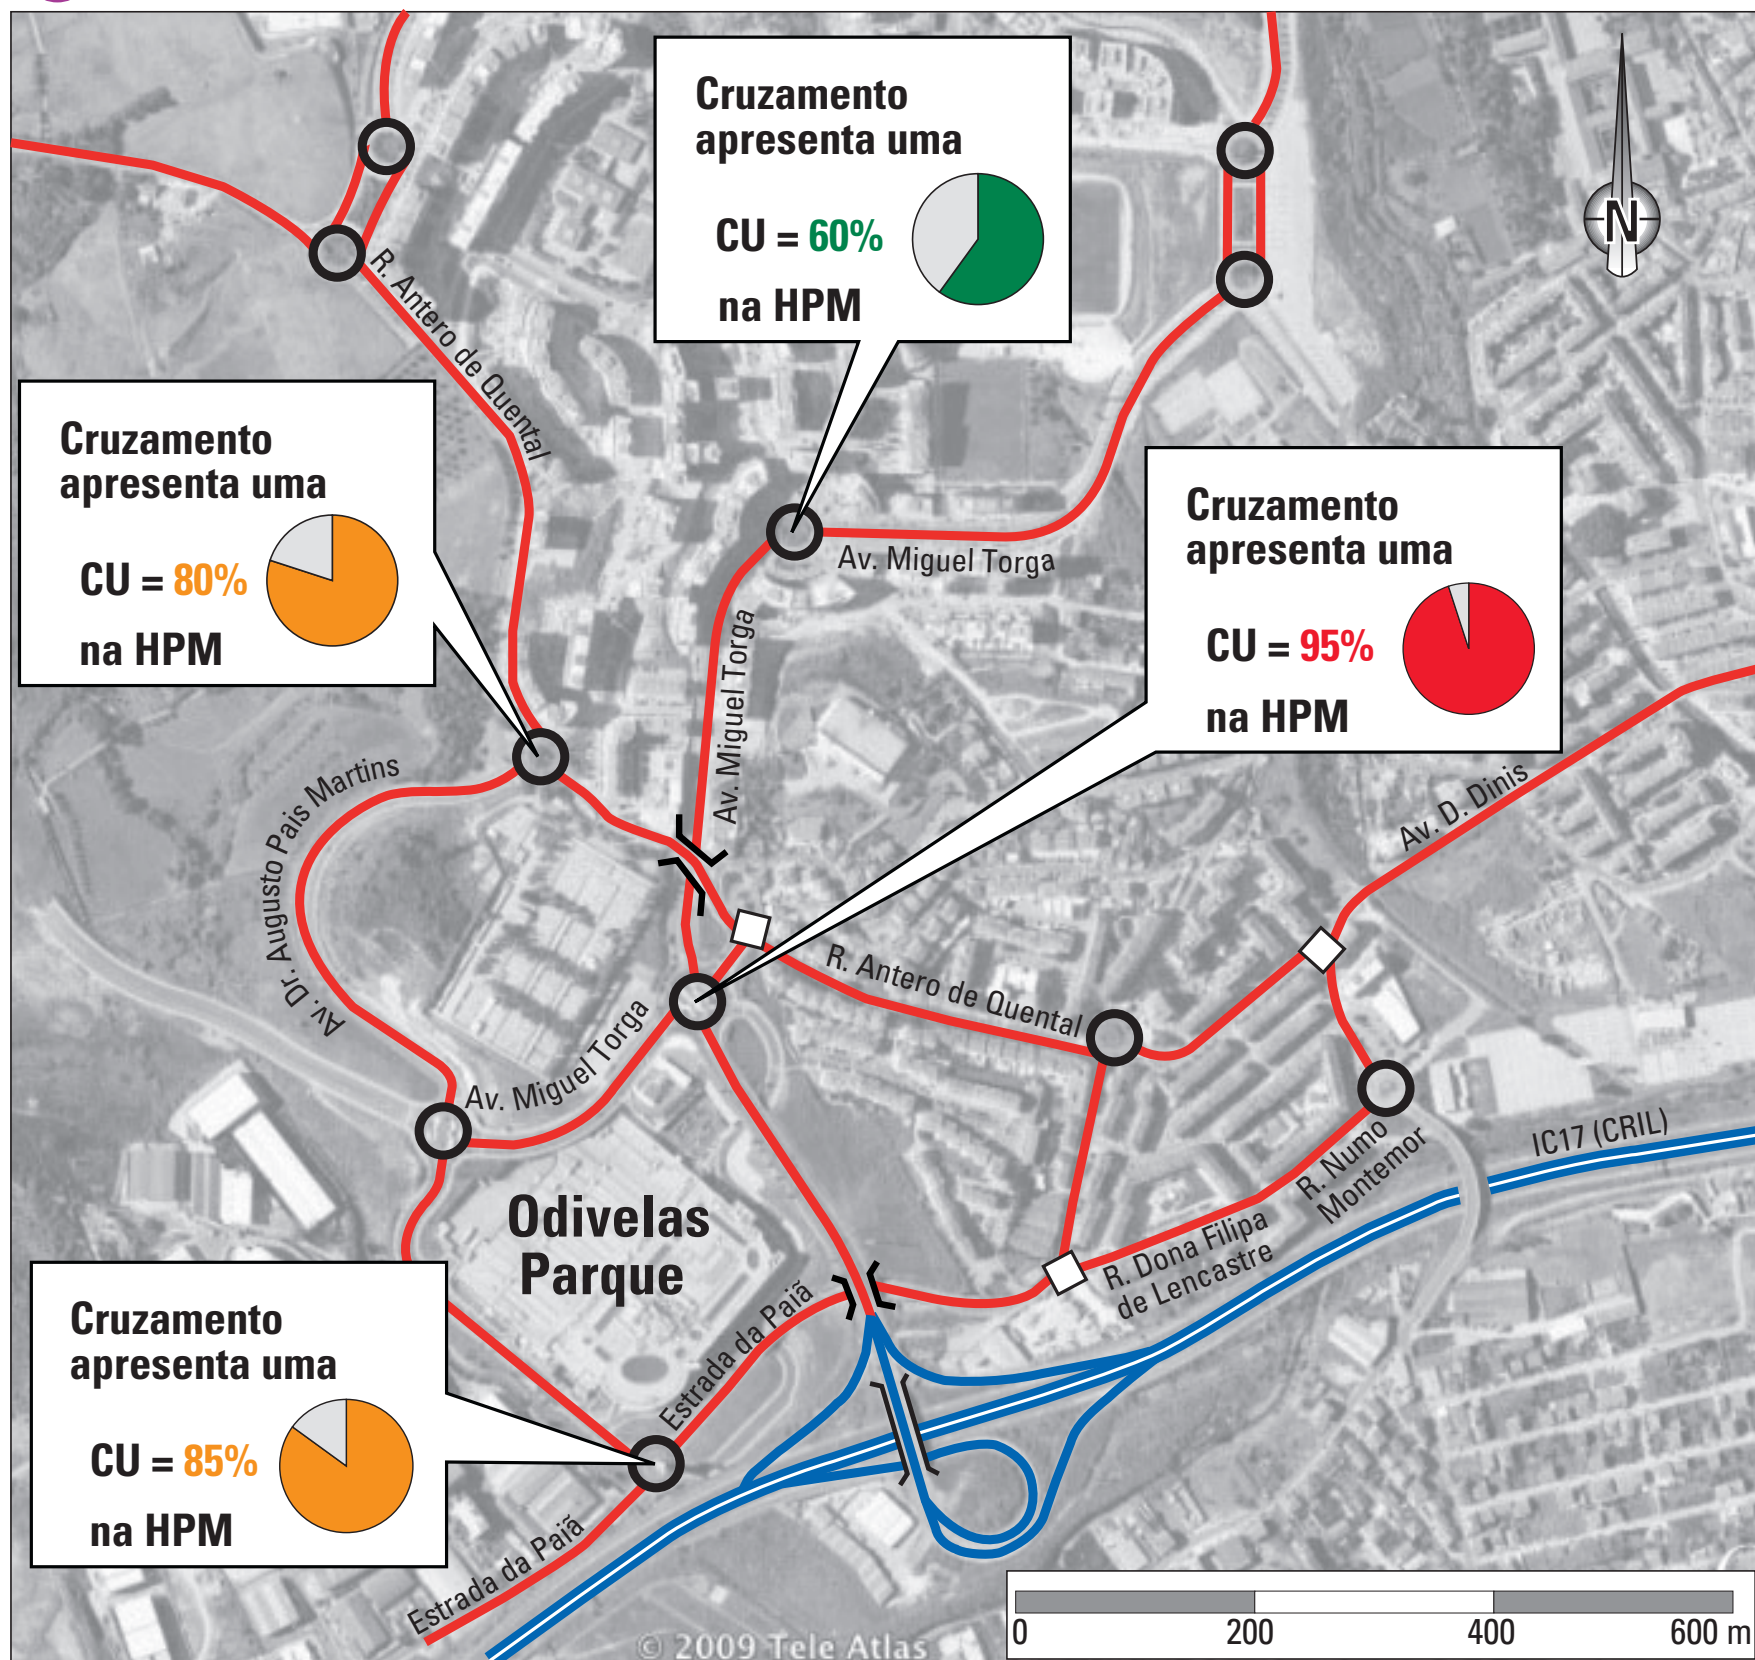 Cruzamento
apresenta uma
CU = 60%
na HPM
N
R. Antero de Quental
Cruzamento
apresenta uma
CU = 80%
na HPM
Av. Miguel Torga
Cruzamento
apresenta uma
CU = 95%
na HPM
Av. Miguel Torga
Av. Dr. Augusto Pais Martins
Av. D. Dinis
R. Antero de Quental
Av. Miguel Torga
IC17 (CRIL)
R. Numo
Montemor
Odivelas
Parque
R. Dona Filipa
de Lencastre
Estrada da Paiã
Cruzamento
apresenta uma
CU = 85%
na HPM
Estrada da Paiã
© 2009 Tele Atlas
0 200 400 600 m